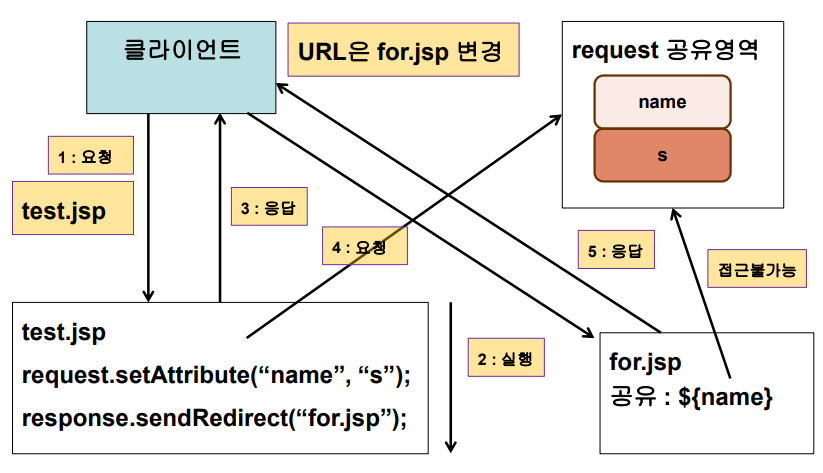 클라이언트
URL은 for.jsp 변경
request 공유영역
name
s
1 : 요청
test.jsp
3 : 응답
4 : 요청
5 : 응답
접근불가능
test.jsp
request.setAttribute(“name”, “s”);
response.sendRedirect(“for.jsp”);
2 : 실행
for.jsp
공유 : ${name}